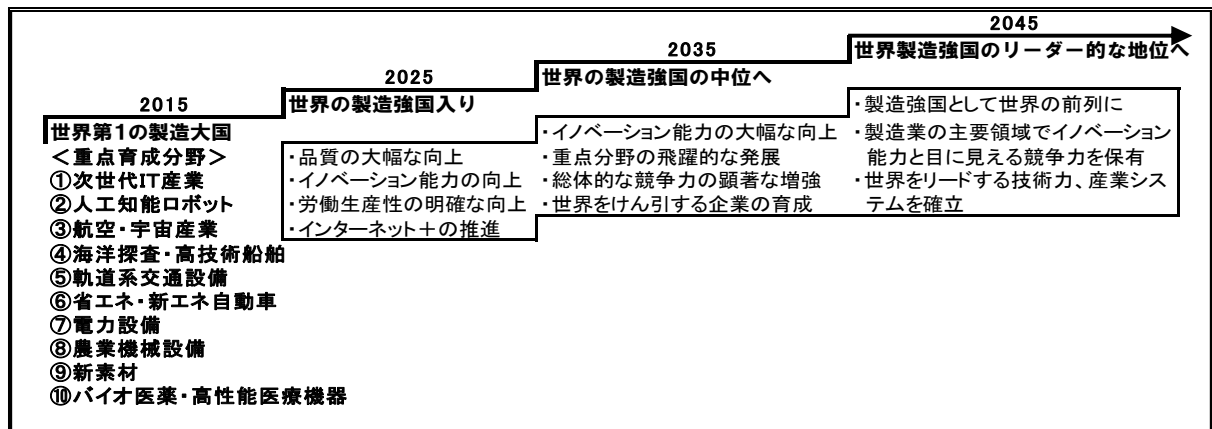 2015
世界第1の製造大国
<重点育成分野>
①次世代IT産業
②人工知能ロボット
③航空・宇宙産業
④海洋探査・高技術船舶
⑤軌道系交通設備
⑥省エネ・新エネ自動車
⑦電力設備
⑧農業機械設備
⑨新素材
⑩バイオ医薬・高性能医療機器
2025
世界の製造強国入り
・品質の大幅な向上
・イノベーション能力の向上
・労働生産性の明確な向上
・インターネット+の推進
2035
世界の製造強国の中位へ
・イノベーション能力の大幅な向上
・重点分野の飛躍的な発展
・総体的な競争力の顕著な増強
・世界をけん引する企業の育成
2045
世界製造強国のリーダー的な地位へ
・製造強国として世界の前列に
・製造業の主要領域でイノベーション
能力と目に見える競争力を保有
・世界をリードする技術力、産業シス
テムを確立